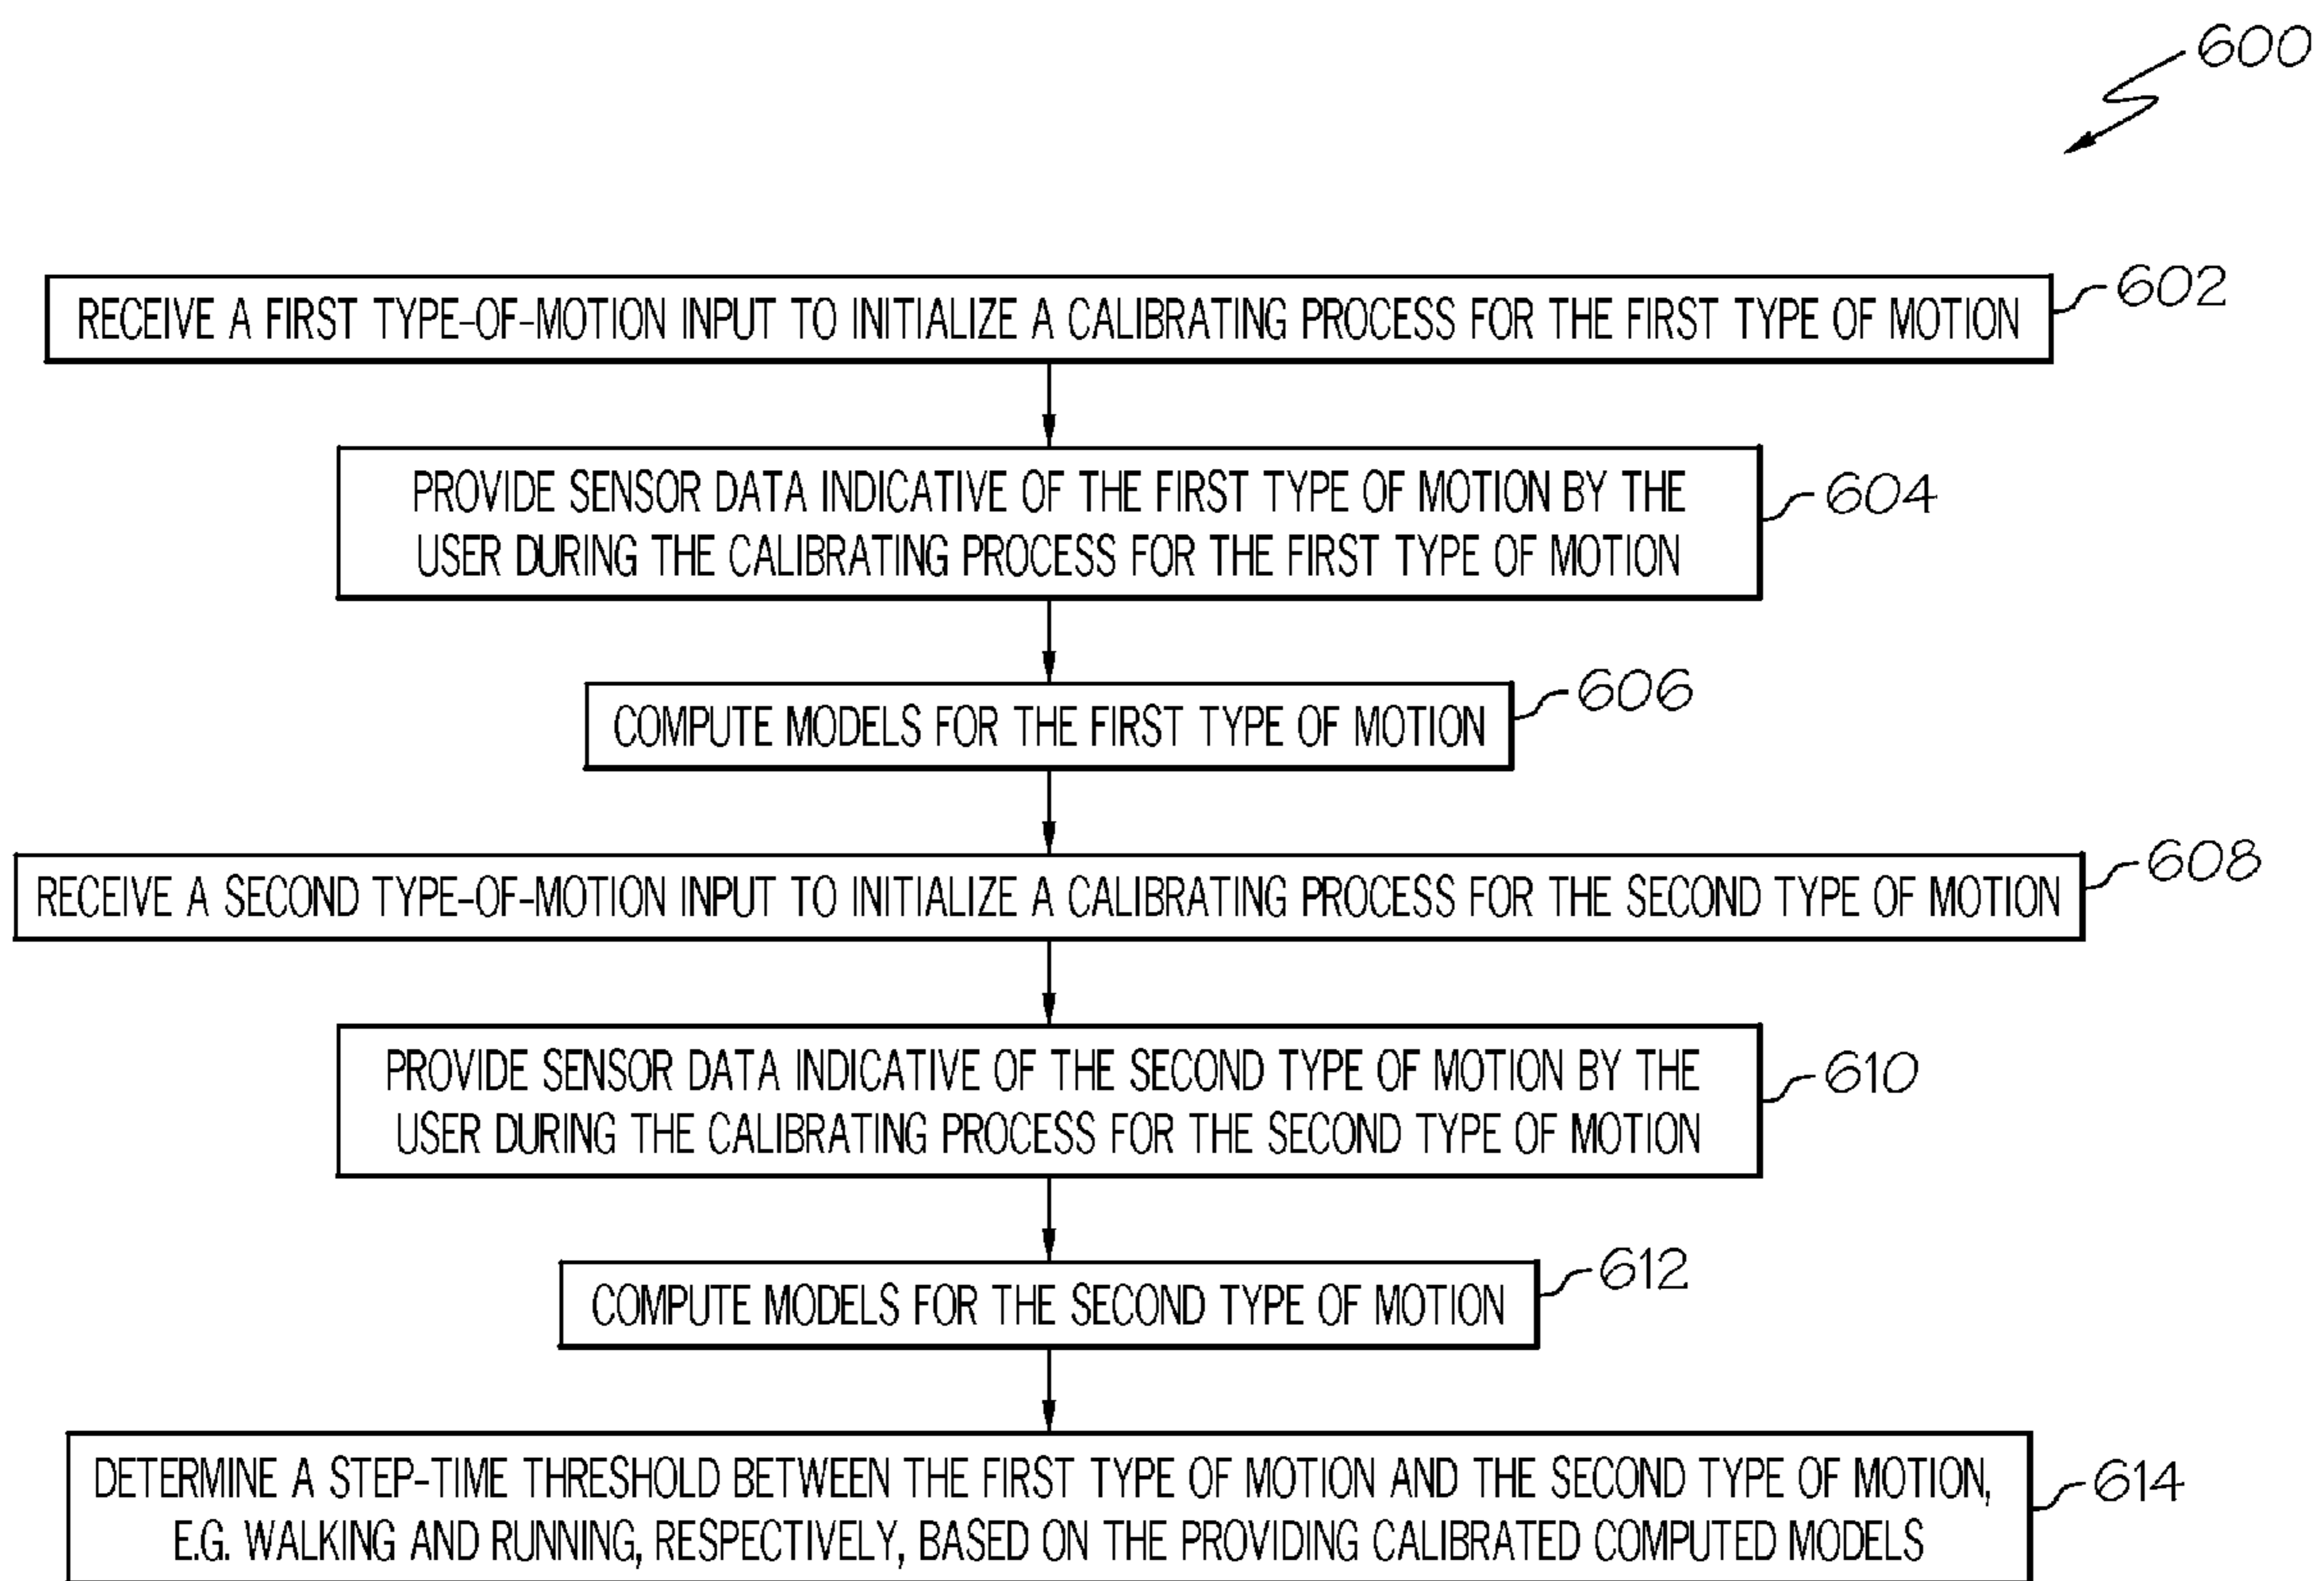 600
RECEIVE A FIRST TYPE-OF-MOTION INPUT TO INITIALIZE A CALIBRATING PROCESS FOR THE FIRST TYPE OF MOTION
602
PROVIDE SENSOR DATA INDICATIVE OF THE FIRST TYPE OF MOTION BY THE
USER DURING THE CALIBRATING PROCESS FOR THE FIRST TYPE OF MOTION
604
COMPUTE MODELS FOR THE FIRST TYPE OF MOTION
606
RECEIVE A SECOND TYPE-OF-MOTION INPUT TO INITIALIZE A CALIBRATING PROCESS FOR THE SECOND TYPE OF MOTION
608
PROVIDE SENSOR DATA INDICATIVE OF THE SECOND TYPE OF MOTION BY THE
USER DURING THE CALIBRATING PROCESS FOR THE SECOND TYPE OF MOTION
610
COMPUTE MODELS FOR THE SECOND TYPE OF MOTION
612
DETERMINE A STEP-TIME THRESHOLD BETWEEN THE FIRST TYPE OF MOTION AND THE SECOND TYPE OF MOTION,
E.G. WALKING AND RUNNING, RESPECTIVELY, BASED ON THE PROVIDING CALIBRATED COMPUTED MODELS
614